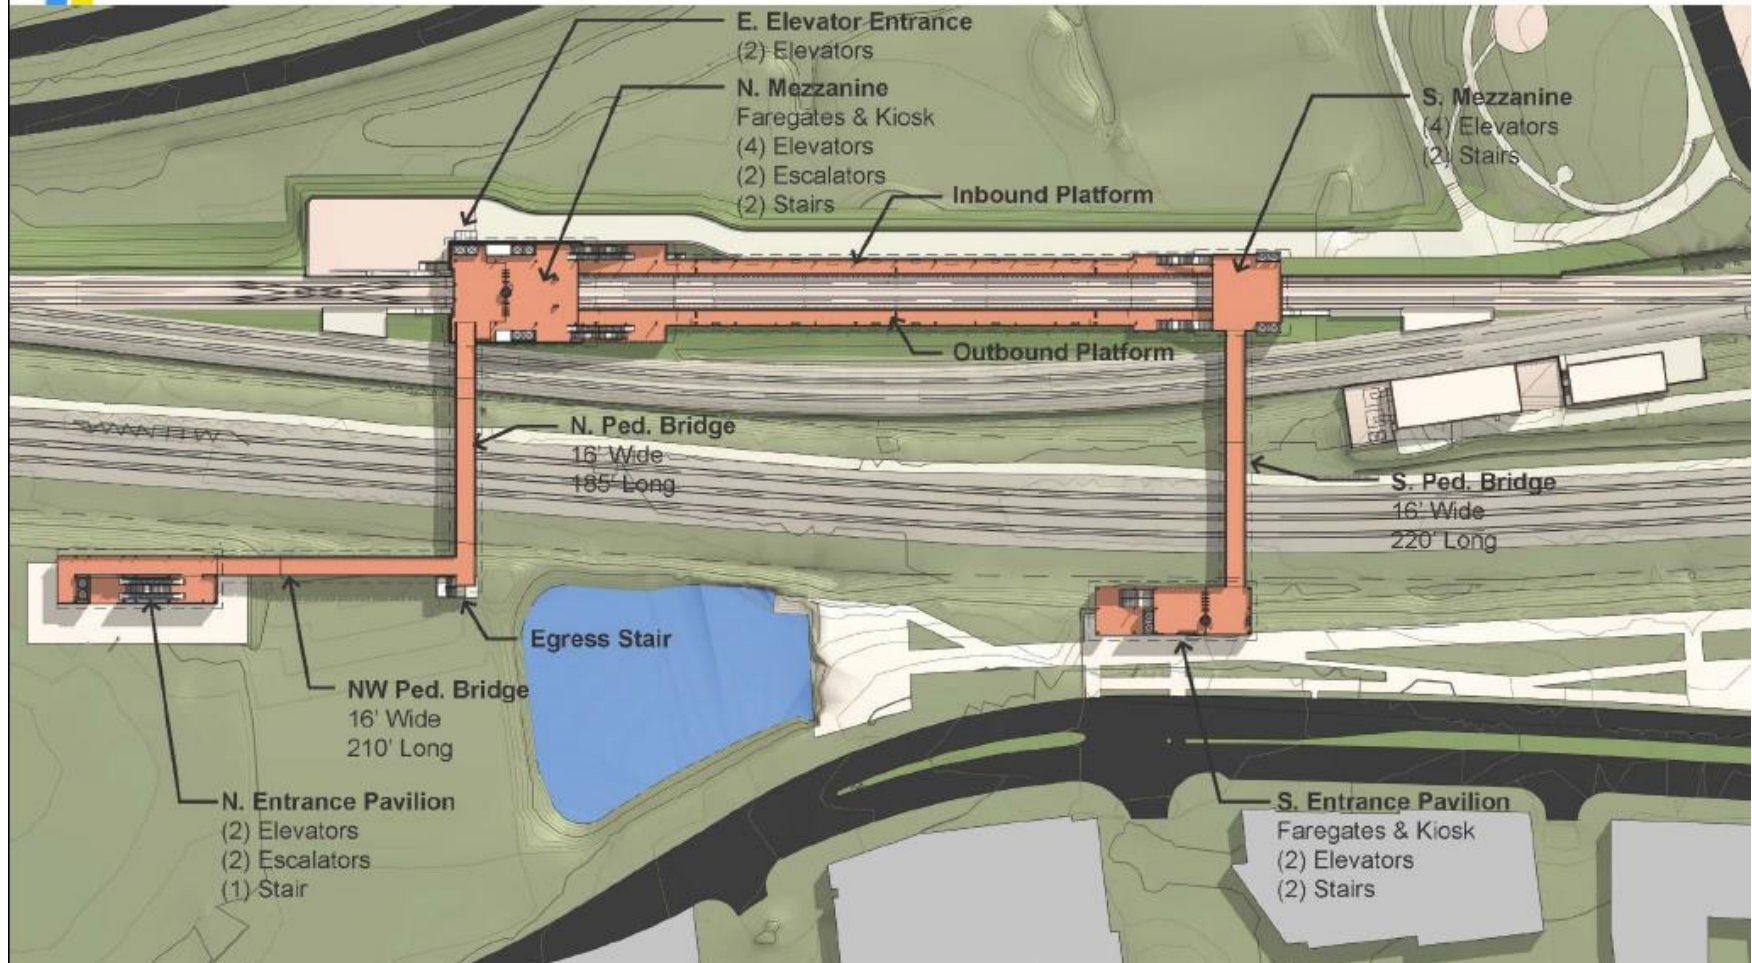 E. Elevator Entrance
(2) Elevators
N. Mezzanine
Faregates & Kiosk
(4) Elevators
(2) Escalators
(2) Stairs
S. Mezzanine
(4) Elevators
(2) Stairs
Inbound Platform
Outbound Platform
N. Ped. Bridge
16' Wide
185' Long
S. Ped. Bridge
16' Wide
220' Long
Egress Stair
NW Ped. Bridge
16' Wide
210' Long
N. Entrance Pavilion
(2) Elevators
(2) Escalators
(1) Stair
S. Entrance Pavilion
Faregates & Kiosk
(2) Elevators
(2) Stairs